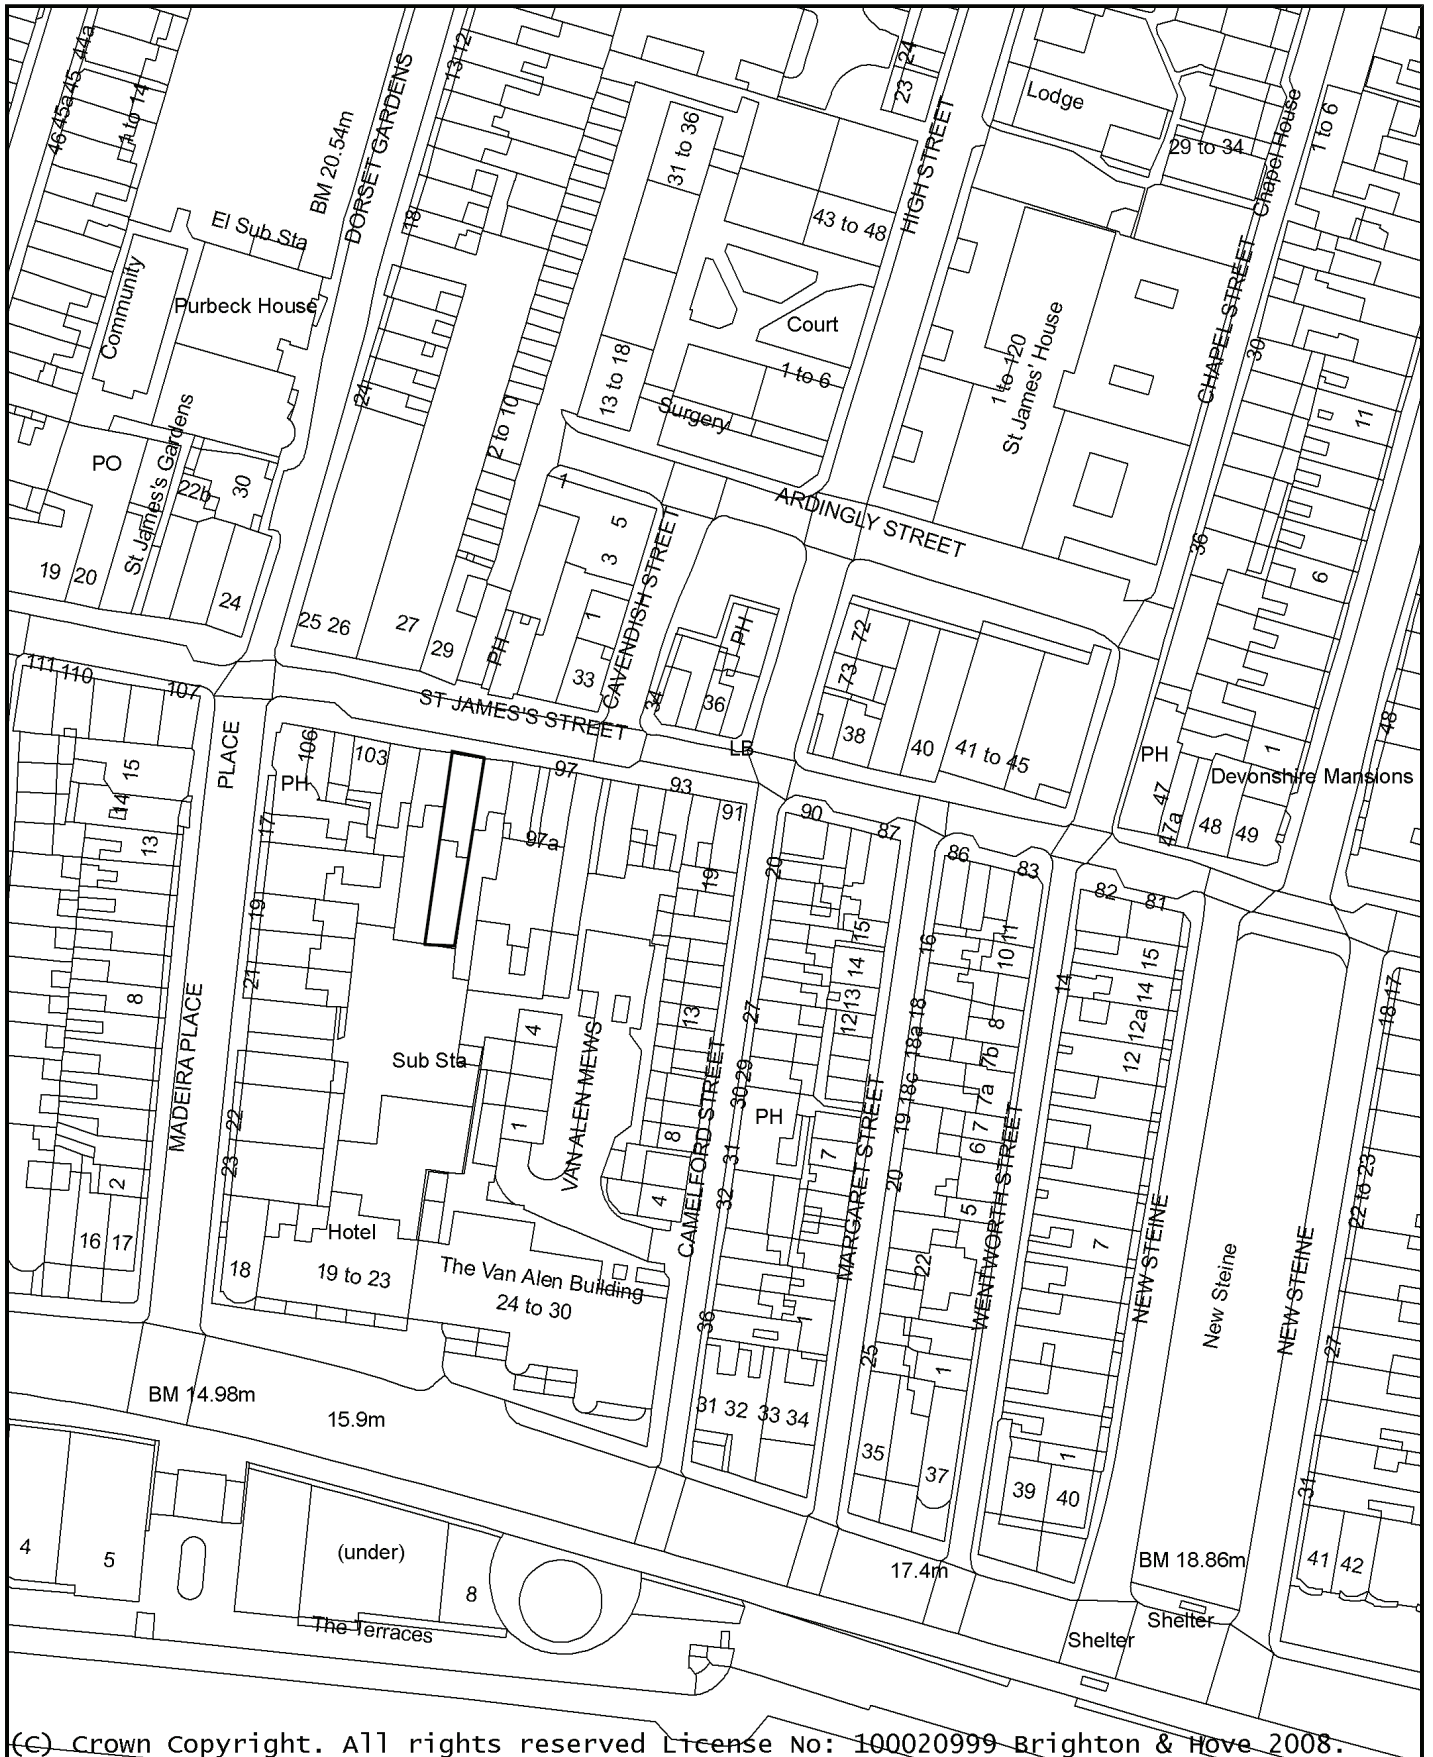 44a
45
45a
46
1 to 14
BM 20.54m
DORSET GARDENS
13
12
18
El Sub Sta
Community
Purbeck House
24
31 to 36
23
24
HIGH STREET
Lodge
29 to 34
Chapel House
1 to 6
43 to 48
Court
1 to 6
13 to 18
Surgery
2 to 10
1 to 120
St James' House
CHAPEL STREET
30
11
PO
St James's Gardens
22b
30
19
20
24
1
5
3
1
33
CAVENDISH STREET
ARDINGLY STREET
36
6
25
26
27
29
PH
PH
34
36
72
73
38
40
41 to 45
48
111
110
107
ST JAMES'S STREET
LB
PH
1
Devonshire Mansions
47
47a
48
49
PLACE
106
103
PH
97
93
91
97a
90
87
86
83
82
81
15
14
13
17
19
21
8
MADEIRA PLACE
Sub Sta
4
1
VAN ALEN MEWS
19
13
8
4
CAMELFORD STREET
20
27
29
30
31
32
36
PH
15
14
13
12
7
1
MARGARET STREET
16
18
18a
18c
19
20
22
25
11
10
8
7b
7a
7
6
5
1
WENTWORTH STREET
14
15
14
12a
12
7
1
NEW STEINE
New Steine
NEW STEINE
17
18
22 to 23
27
31
22
23
2
16
17
18
Hotel
19 to 23
The Van Alen Building
24 to 30
31
32
33
34
35
37
39
40
41
42
BM 14.98m
15.9m
17.4m
BM 18.86m
4
5
(under)
8
The Terraces
Shelter
Shelter
(C) Crown Copyright. All rights reserved License No: 100020999 Brighton & Hove 2008.